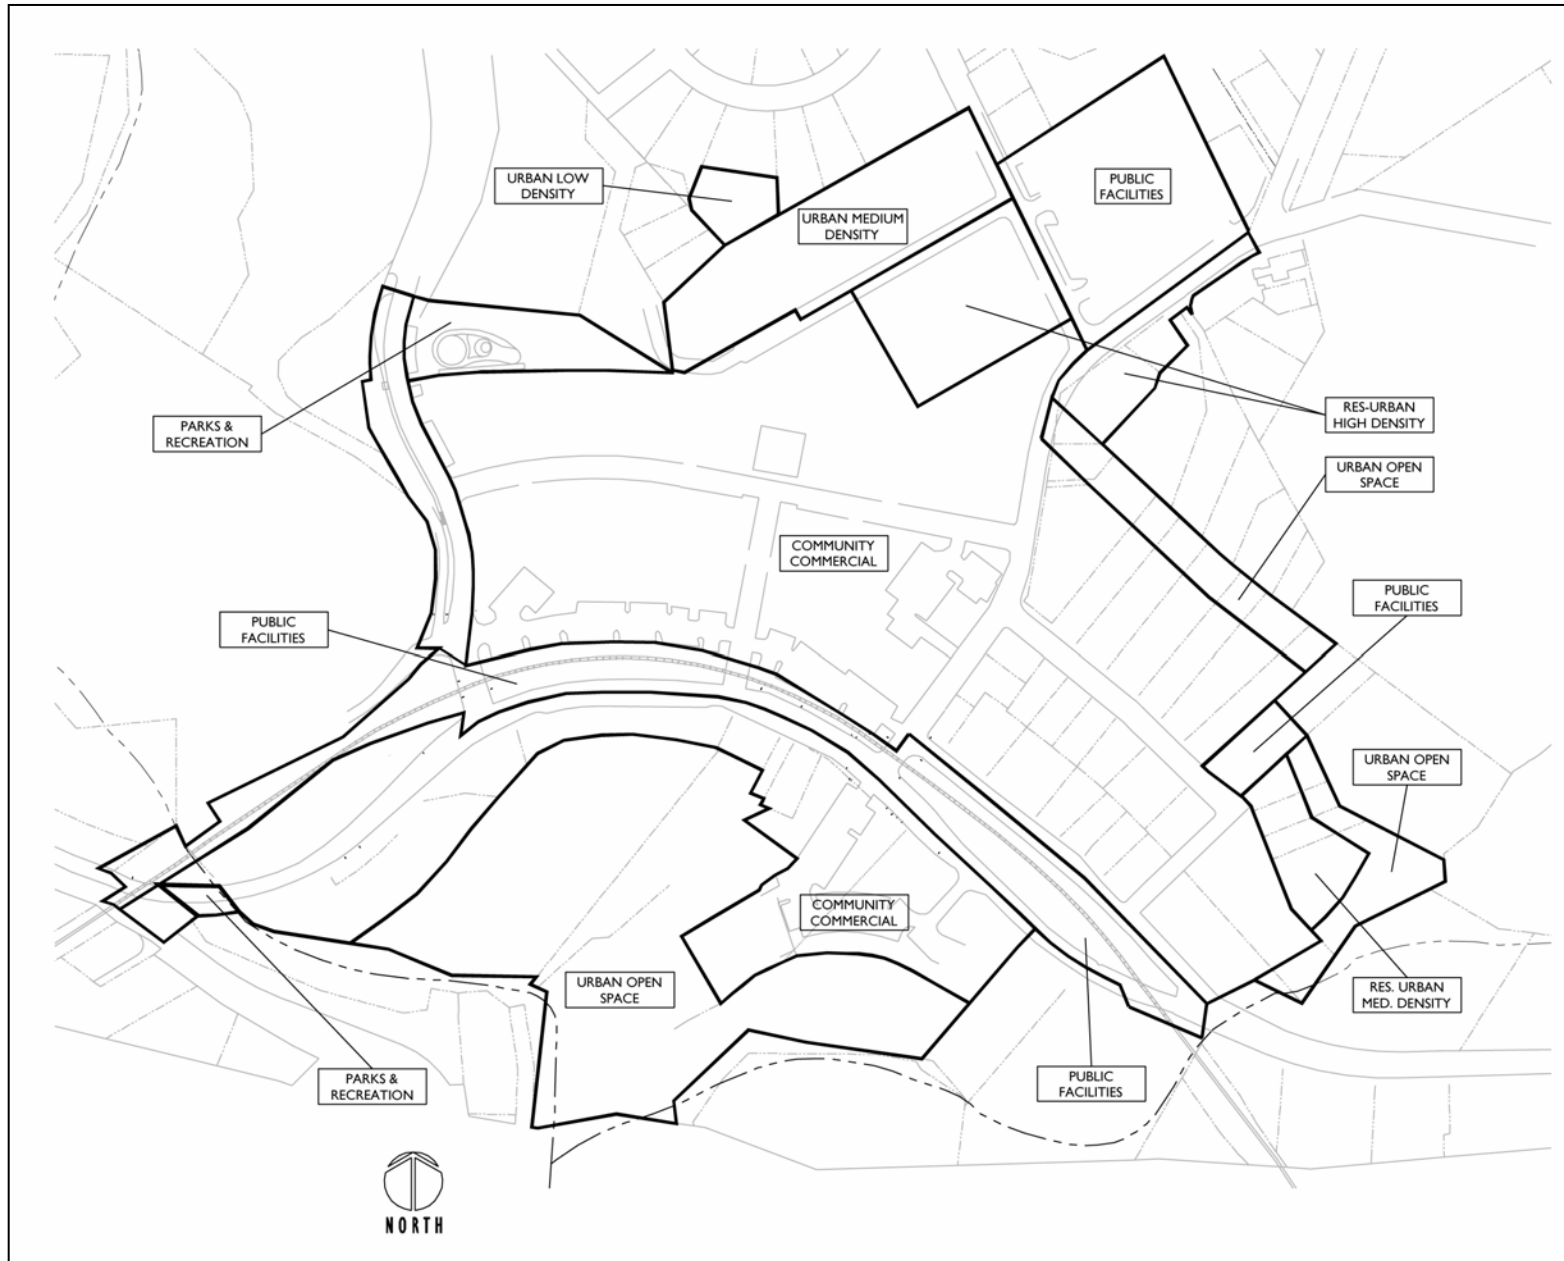 URBAN LOW
DENSITY
PUBLIC
FACILITIES
URBAN MEDIUM
DENSITY
PARKS &
RECREATION
RES-URBAN
HIGH DENSITY
URBAN OPEN
SPACE
COMMUNITY
COMMERCIAL
PUBLIC
FACILITIES
PUBLIC
FACILITIES
URBAN OPEN
SPACE
COMMUNITY
COMMERCIAL
URBAN OPEN
SPACE
RES. URBAN
MED. DENSITY
PARKS &
RECREATION
PUBLIC
FACILITIES
NORTH